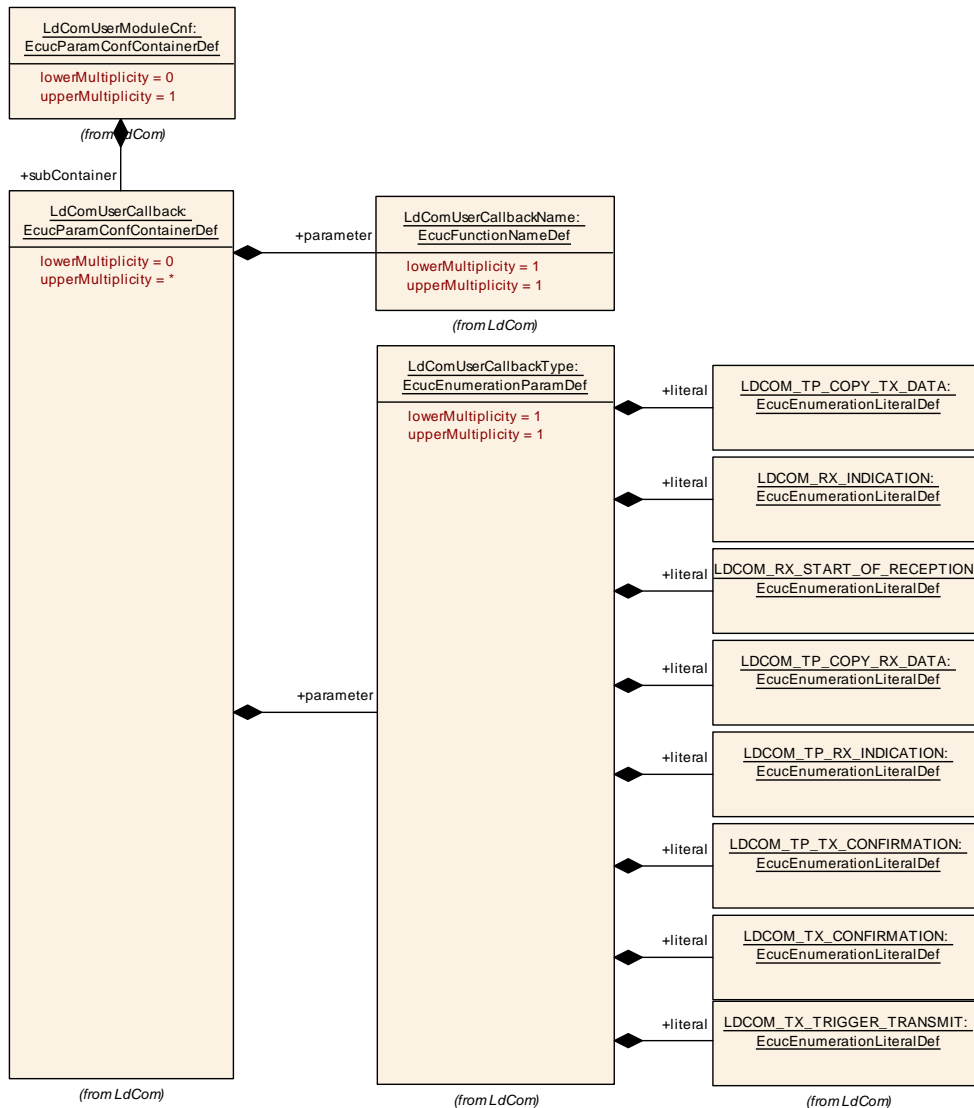 LdComUserModuleCnf:
EcucParamConfContainerDef
lowerMultiplicity = 0
upperMultiplicity = 1
(from LdCom)
+subContainer
LdComUserCallback:
EcucParamConfContainerDef
lowerMultiplicity = 0
upperMultiplicity = *
(from LdCom)
+parameter
LdComUserCallbackName:
EcucFunctionNameDef
lowerMultiplicity = 1
upperMultiplicity = 1
(from LdCom)
+parameter
LdComUserCallbackType:
EcucEnumerationParamDef
lowerMultiplicity = 1
upperMultiplicity = 1
(from LdCom)
+literal
LDCOM_TP_COPY_TX_DATA:
EcucEnumerationLiteralDef
+literal
LDCOM_RX_INDICATION:
EcucEnumerationLiteralDef
+literal
LDCOM_RX_START_OF_RECEPTION
EcucEnumerationLiteralDef
+literal
LDCOM_TP_COPY_RX_DATA:
EcucEnumerationLiteralDef
+literal
LDCOM_TP_RX_INDICATION:
EcucEnumerationLiteralDef
+literal
LDCOM_TP_TX_CONFIRMATION:
EcucEnumerationLiteralDef
+literal
LDCOM_TX_CONFIRMATION:
EcucEnumerationLiteralDef
+literal
LDCOM_TX_TRIGGER_TRANSMIT:
EcucEnumerationLiteralDef
(from LdCom)